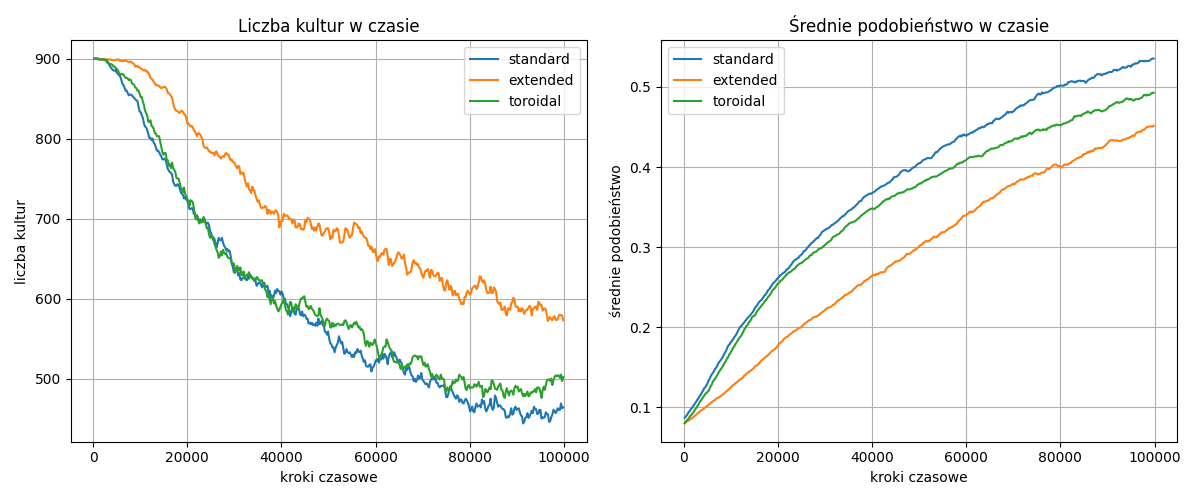 Liczba kultur w czasie
liczba kultur
900
800
700
600
500
standard
extended
toroidal
0 20000 40000 60000 80000 100000
kroki czasowe
Średnie podobieństwo w czasie
średnie podobieństwo
0.5
0.4
0.3
0.2
0.1
standard
extended
toroidal
0 20000 40000 60000 80000 100000
kroki czasowe